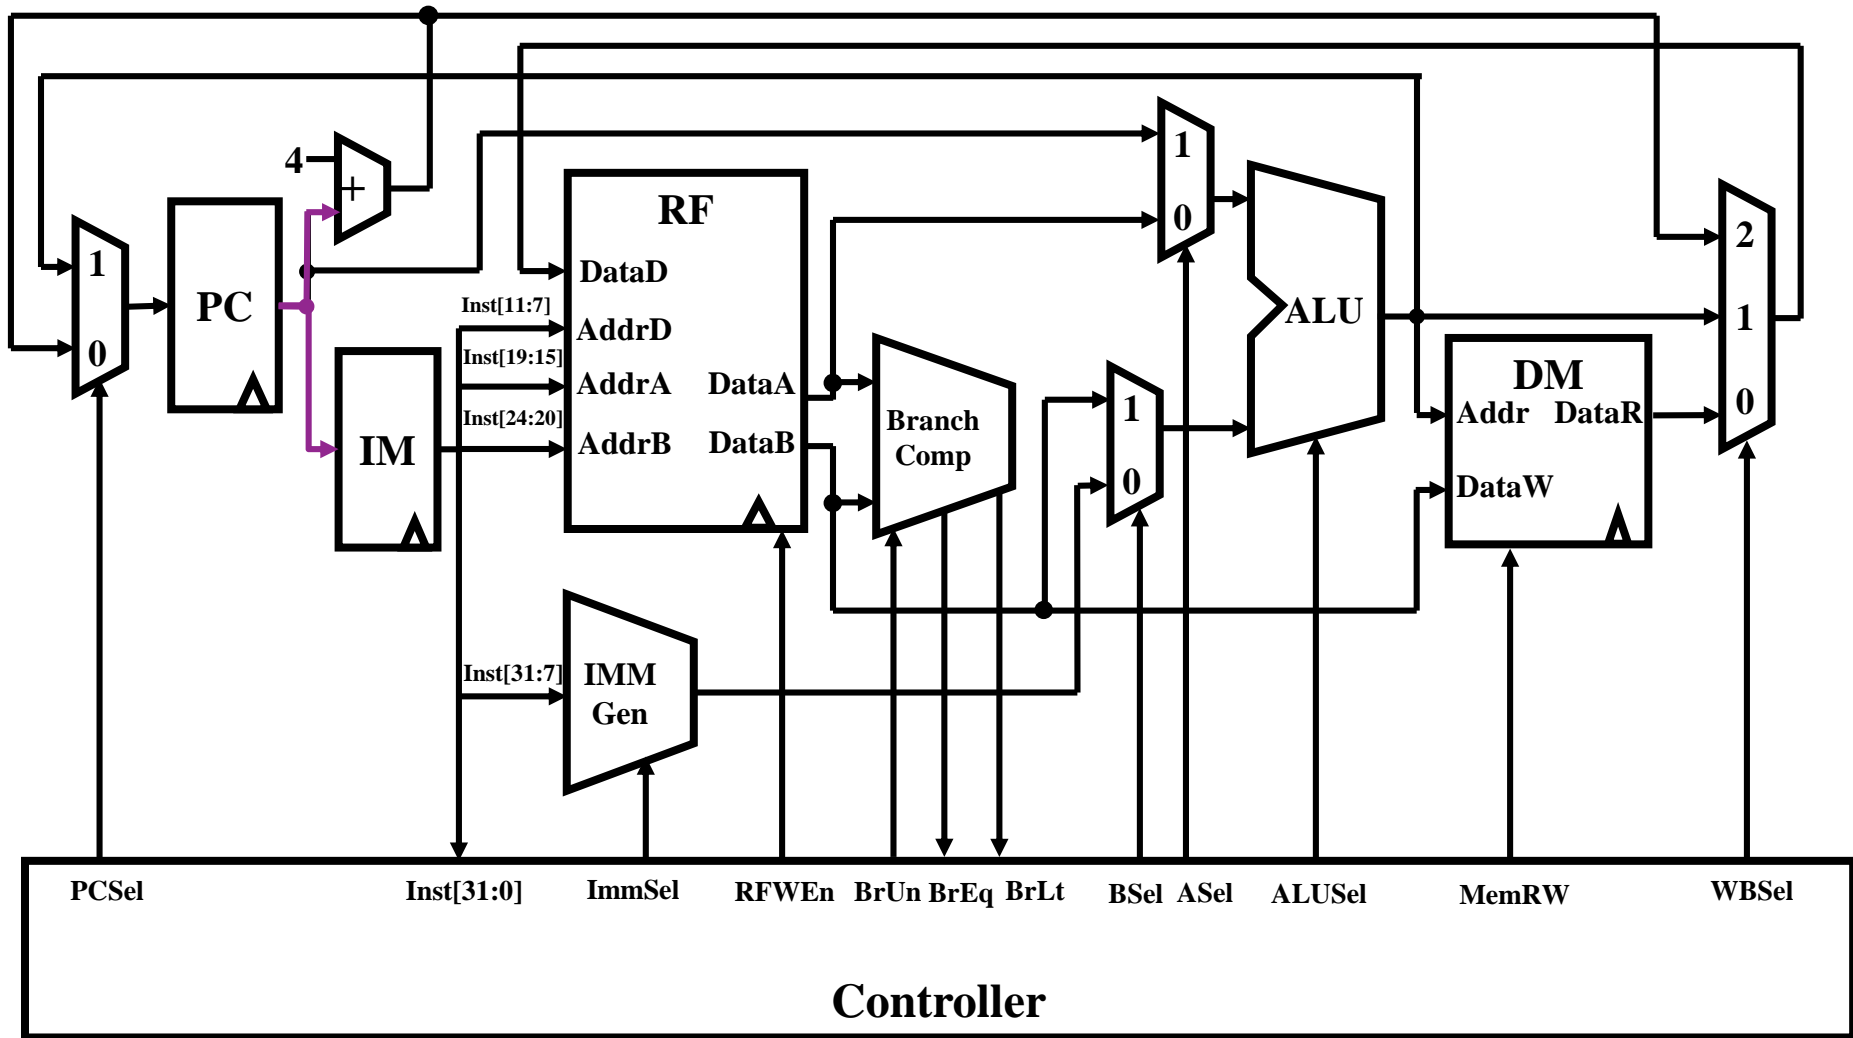 4
+
1
0
PC
IM
Inst[11:7]
Inst[19:15]
Inst[24:20]
Inst[31:7]
RF
DataD
AddrD
AddrA
AddrB
DataA
DataB
IMM
Gen
Branch
Comp
1
0
1
0
ALU
DM
Addr
DataR
DataW
2
1
0
PCSel
Inst[31:0]
ImmSel
RFWEn
BrUn
BrEq
BrLt
BSel
ASel
ALUSel
MemRW
WBSel
Controller